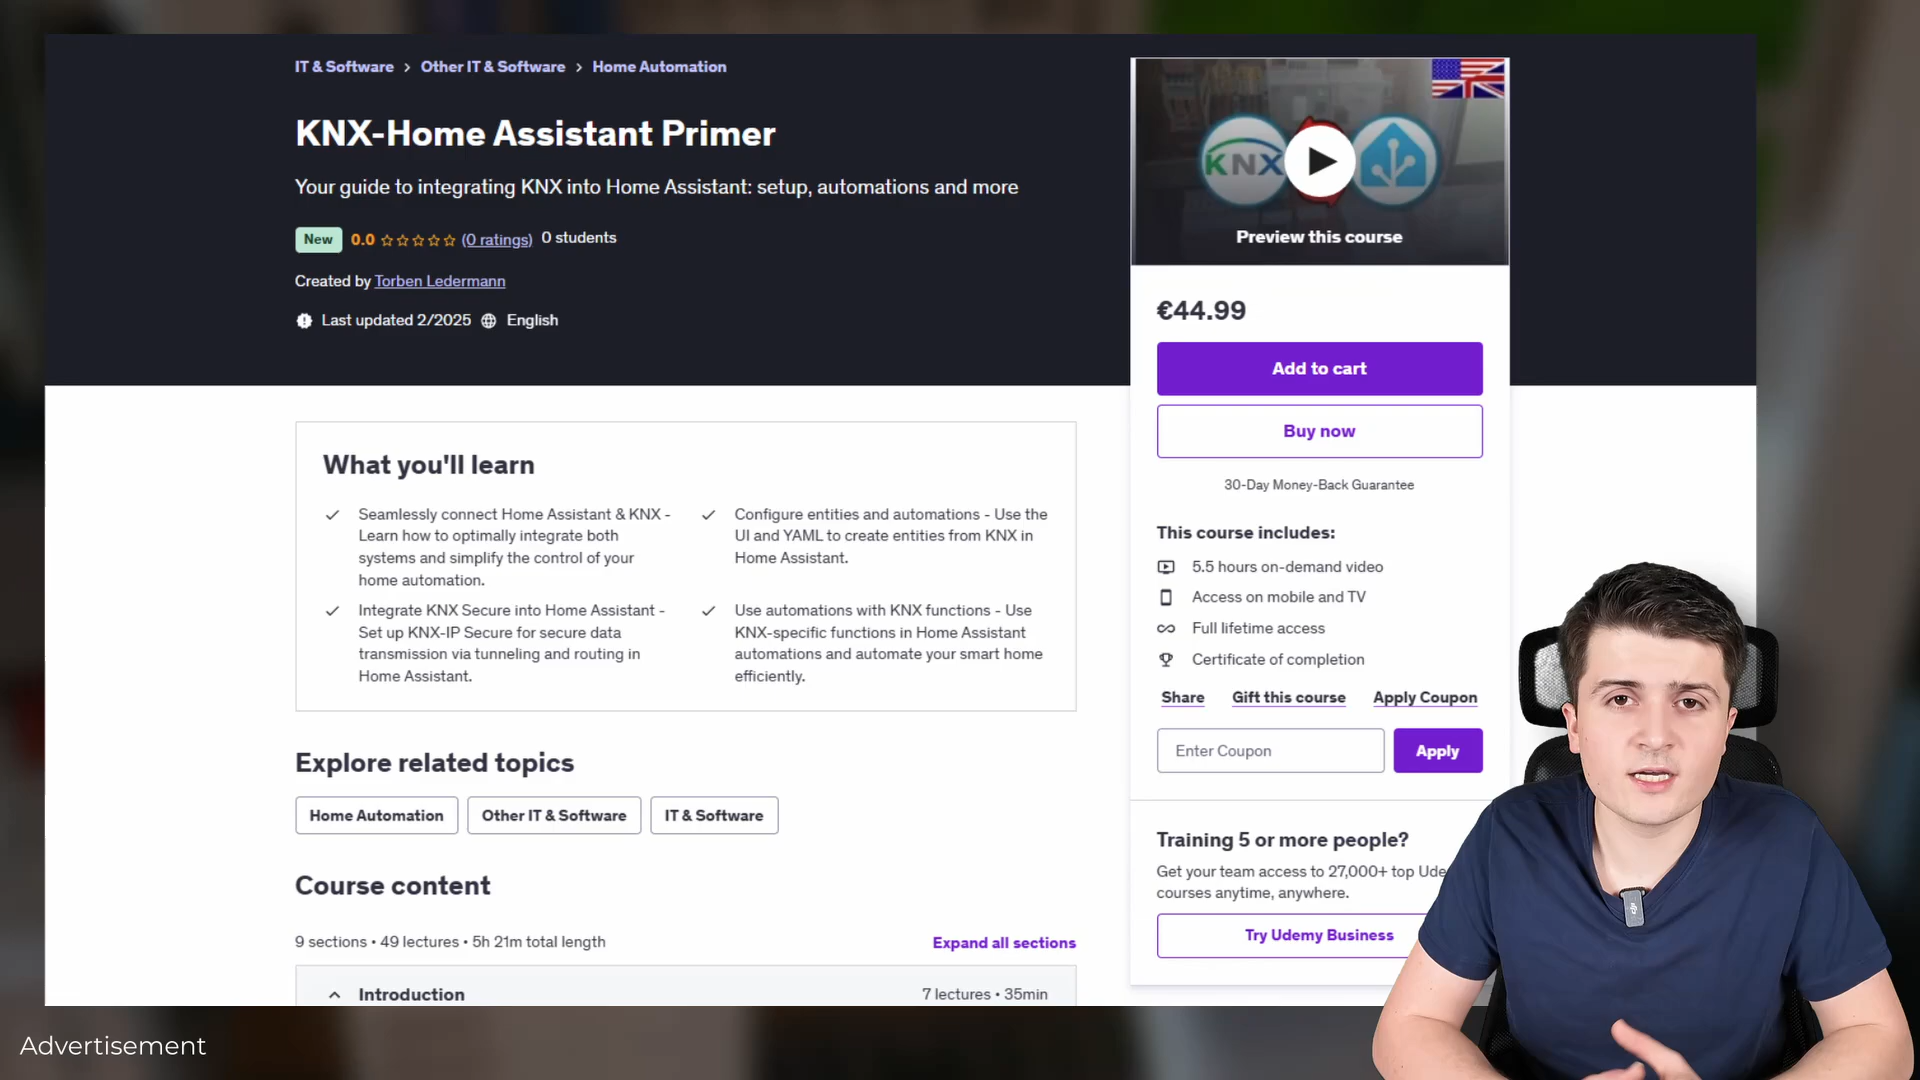 IT & Software > Other IT & Software > Home Automation
KNX-Home Assistant Primer
Your guide to integrating KNX into Home Assistant: setup, automations and more
New 0.0 (0 ratings) 0 students
Created by Torben Ledermann
Last updated 2/2025 English
What you'll learn
Seamlessly connect Home Assistant & KNX -
Learn how to optimally integrate both
systems and simplify the control of your
home automation.
Configure entities and automations - Use the
UI and YAML to create entities from KNX in
Home Assistant.
Integrate KNX Secure into Home Assistant -
Set up KNX-IP Secure for secure data
transmission via tunneling and routing in
Home Assistant.
Use automations with KNX functions - Use
KNX-specific functions in Home Assistant
automations and automate your smart home
efficiently.
Explore related topics
Home Automation
Other IT & Software
IT & Software
Course content
9 sections • 49 lectures • 5h 21m total length
Expand all sections
Introduction
7 lectures • 35min
KNX
Preview this course
€44.99
Add to cart
Buy now
30-Day Money-Back Guarantee
This course includes:
5.5 hours on-demand video
Access on mobile and TV
Full lifetime access
Certificate of completion
Share Gift this course Apply Coupon
Enter Coupon
Apply
Training 5 or more people?
Get your team access to 27,000+ top Ude
courses anytime, anywhere.
Try Udemy Business
Advertisement